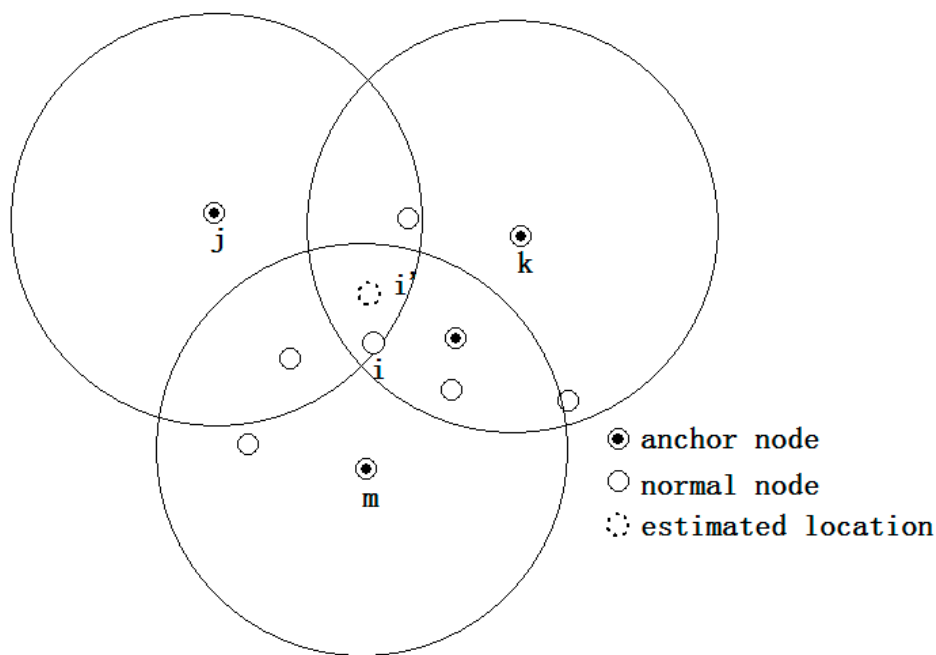 j
k
i'
i
m
anchor node
normal node
estimated location